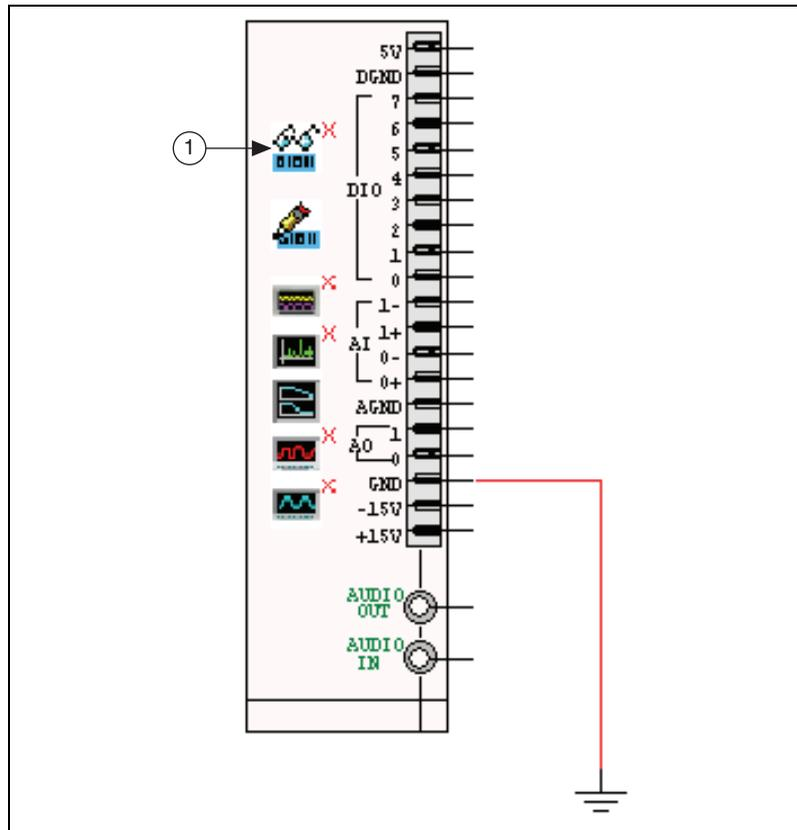 5V
DGND
7
6
1
5
4
DIO
3
2
1
0
1-
1+
AI
0-
0+
AGND
1
AO
0
GND
-15V
+15V
AUDIO
OUT
AUDIO
IN